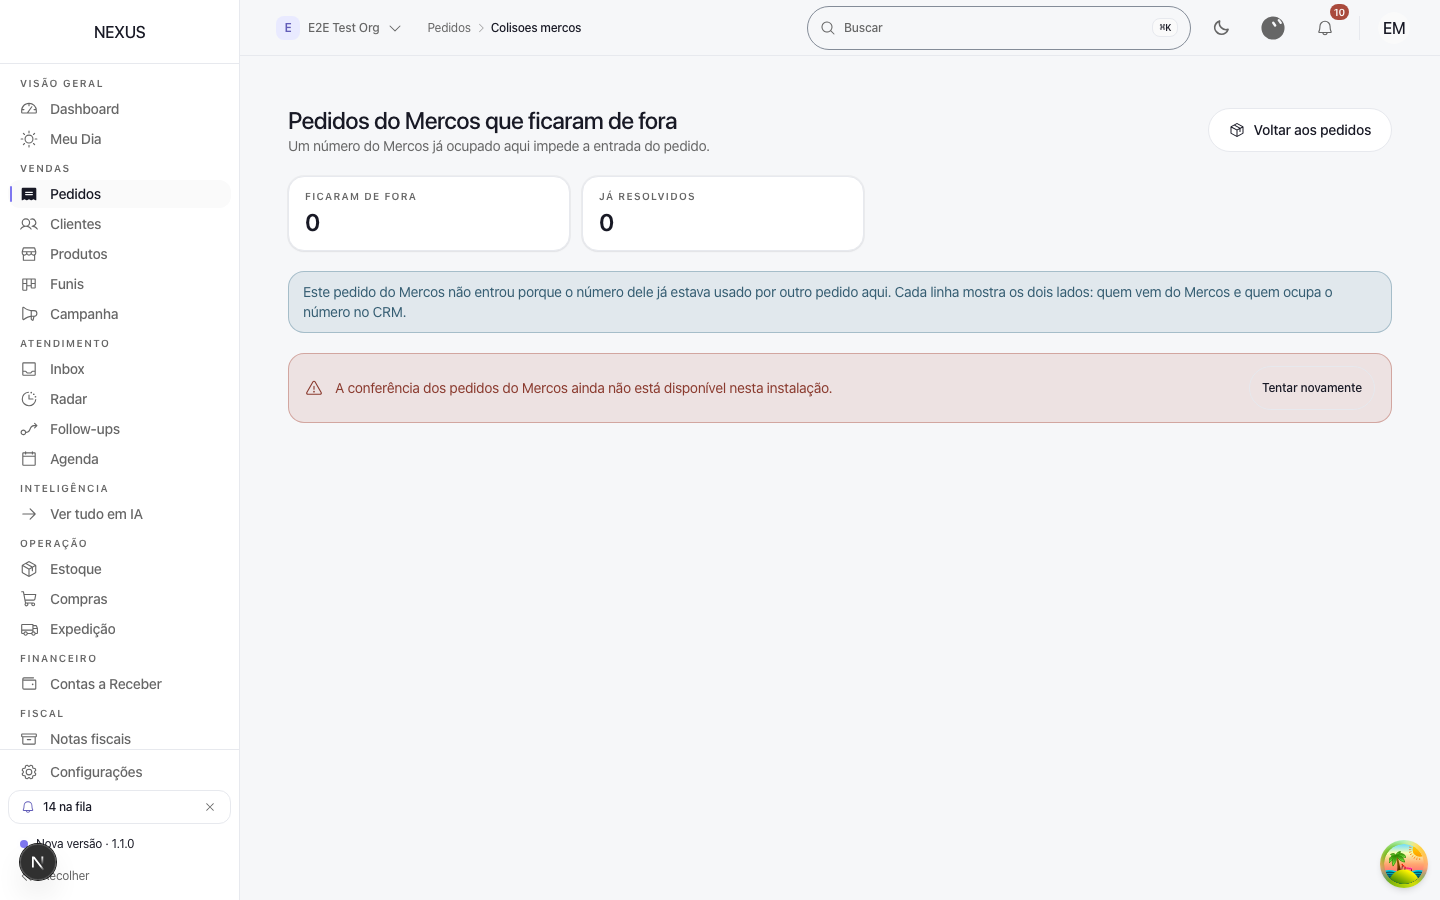 NEXUS
VISÃO GERAL
Dashboard
Meu Dia
VENDAS
Pedidos
Clientes
Produtos
Funis
Campanha
ATENDIMENTO
Inbox
Radar
Follow-ups
Agenda
INTELIGÊNCIA
Ver tudo em IA
OPERAÇÃO
Estoque
Compras
Expedição
FINANCEIRO
Contas a Receber
FISCAL
Notas fiscais
Configurações
14 na fila
Nova versão · 1.1.0
N
ecolher
E E2E Test Org
Pedidos > Colisoes mercos
Buscar ⌘K
10
EM
Pedidos do Mercos que ficaram de fora
Um número do Mercos já ocupado aqui impede a entrada do pedido.
Voltar aos pedidos
FICARAM DE FORA
0
JÁ RESOLVIDOS
0
Este pedido do Mercos não entrou porque o número dele já estava usado por outro pedido aqui. Cada linha mostra os dois lados: quem vem do Mercos e quem ocupa o
número no CRM.
A conferência dos pedidos do Mercos ainda não está disponível nesta instalação.
Tentar novamente